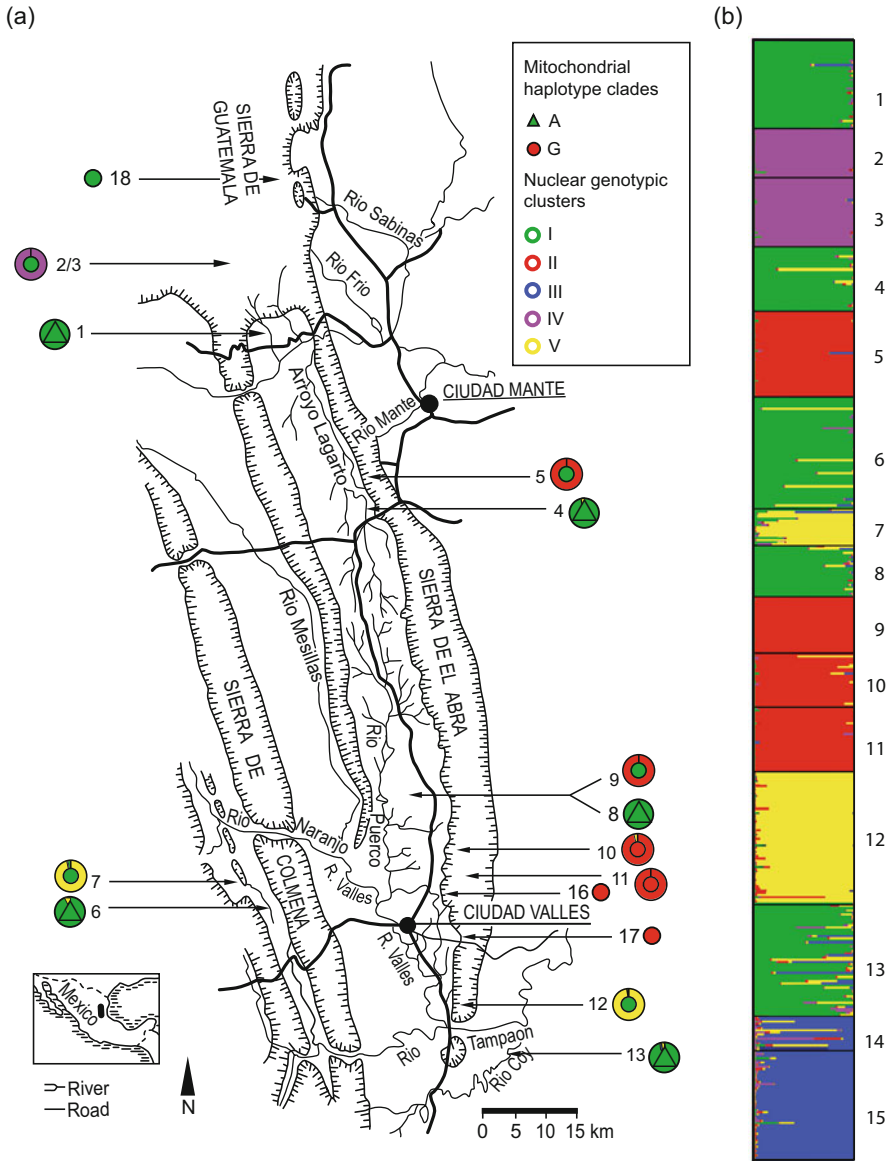 (a)
(b)
SIERRA DE
GUATEMALA
18
Rio Sabinas
2/3
Rio Frio
1
Arroyo Lagarto
Rio Mante
CIUDAD MANTE
5
4
Rio Mesillas
SIERRA DE EL ABRA
SIERRA DE
COLMENA
Rio
Puerco
Rio
Naranjo
R. Valles
9
8
10
11
16
CIUDAD VALLES
17
R. Valles
7
6
12
Rio
Tampaon
13
Rio Coy
Mexico
River
Road
N
0 5 10 15 km
Mitochondrial
haplotype clades
A
G
Nuclear genotypic
clusters
I
II
III
IV
V
1
2
3
4
5
6
7
8
9
10
11
12
13
14
15